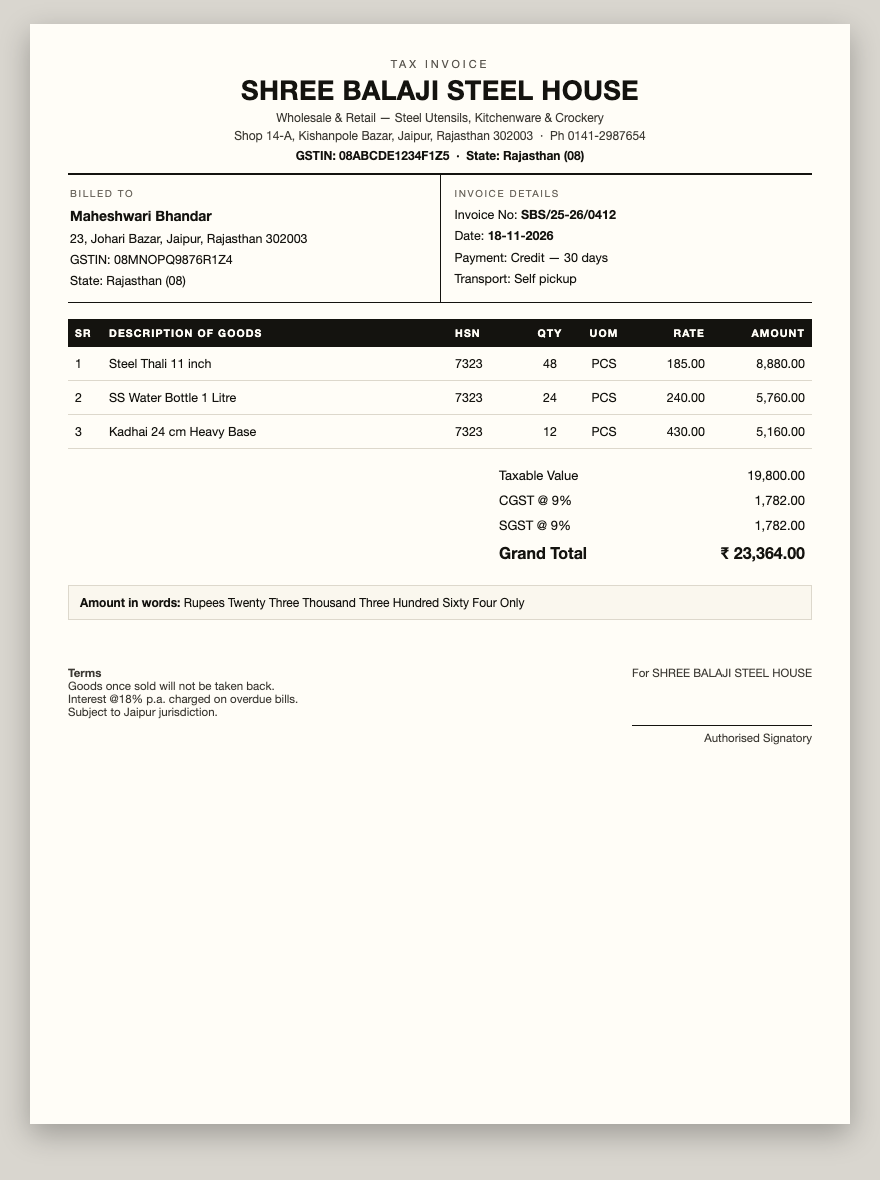 TAX INVOICE
SHREE BALAJI STEEL HOUSE
Wholesale & Retail — Steel Utensils, Kitchenware & Crockery
Shop 14-A, Kishanpole Bazar, Jaipur, Rajasthan 302003 · Ph 0141-2987654
GSTIN: 08ABCDE1234F1Z5 · State: Rajasthan (08)
BILLED TO
Maheshwari Bhandar
23, Johari Bazar, Jaipur, Rajasthan 302003
GSTIN: 08MNOPQ9876R1Z4
State: Rajasthan (08)
INVOICE DETAILS
Invoice No: SBS/25-26/0412
Date: 18-11-2026
Payment: Credit — 30 days
Transport: Self pickup
SR DESCRIPTION OF GOODS HSN QTY UOM RATE AMOUNT
1 Steel Thali 11 inch 7323 48 PCS 185.00 8,880.00
2 SS Water Bottle 1 Litre 7323 24 PCS 240.00 5,760.00
3 Kadhai 24 cm Heavy Base 7323 12 PCS 430.00 5,160.00
Taxable Value 19,800.00
CGST @ 9% 1,782.00
SGST @ 9% 1,782.00
Grand Total ₹ 23,364.00
Amount in words: Rupees Twenty Three Thousand Three Hundred Sixty Four Only
Terms
Goods once sold will not be taken back.
Interest @18% p.a. charged on overdue bills.
Subject to Jaipur jurisdiction.
For SHREE BALAJI STEEL HOUSE
Authorised Signatory